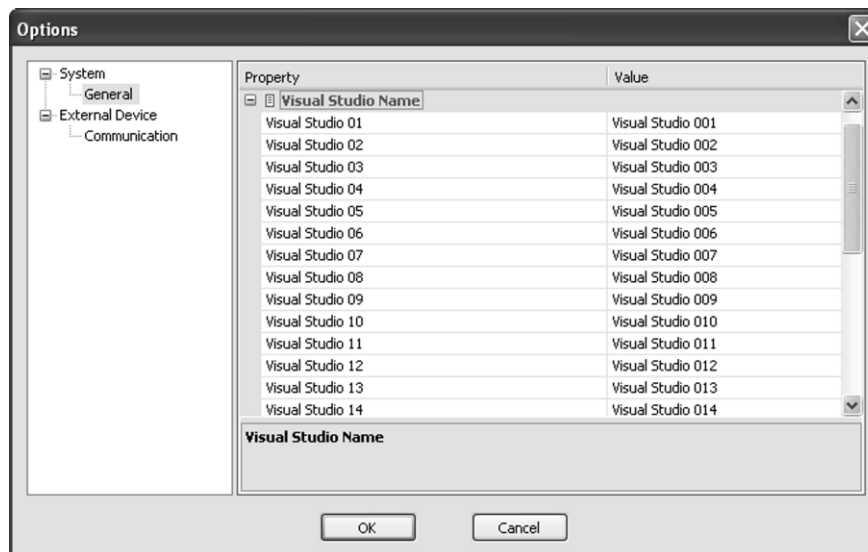 Options
System
General
External Device
Communication
Property Value
Visual Studio Name
Visual Studio 01 Visual Studio 001
Visual Studio 02 Visual Studio 002
Visual Studio 03 Visual Studio 003
Visual Studio 04 Visual Studio 004
Visual Studio 05 Visual Studio 005
Visual Studio 06 Visual Studio 006
Visual Studio 07 Visual Studio 007
Visual Studio 08 Visual Studio 008
Visual Studio 09 Visual Studio 009
Visual Studio 10 Visual Studio 010
Visual Studio 11 Visual Studio 011
Visual Studio 12 Visual Studio 012
Visual Studio 13 Visual Studio 013
Visual Studio 14 Visual Studio 014
Visual Studio Name
OK Cancel